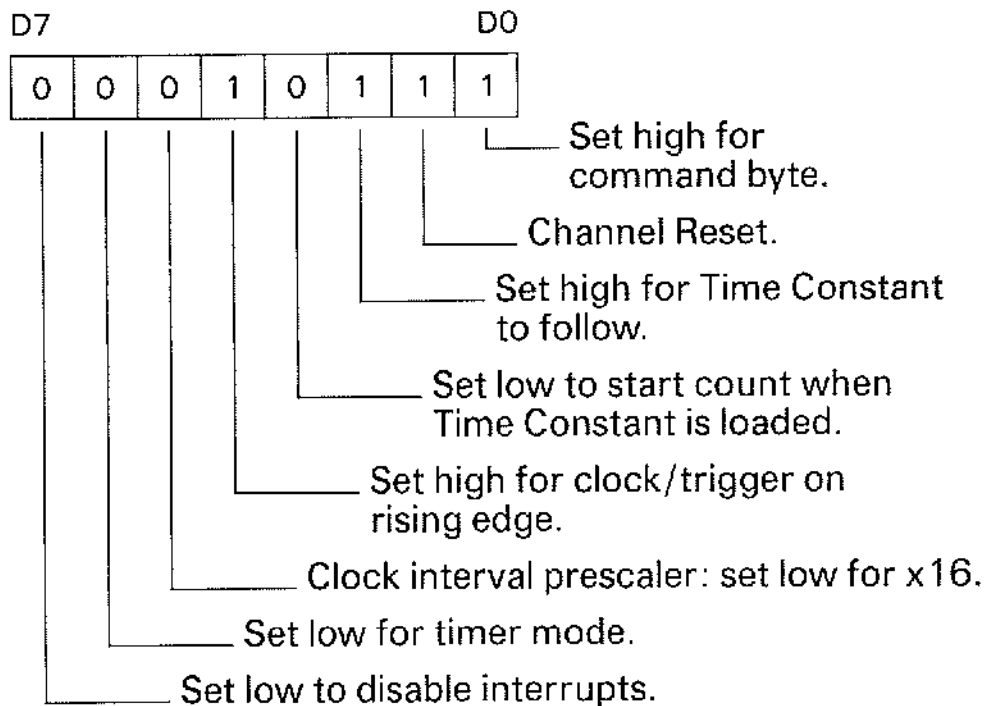 D7 D0
0 0 0 1 0 1 1 1
Set high for
command byte.
Channel Reset.
Set high for Time Constant
to follow.
Set low to start count when
Time Constant is loaded.
Set high for clock/trigger on
rising edge.
Clock interval prescaler: set low for x16.
Set low for timer mode.
Set low to disable interrupts.